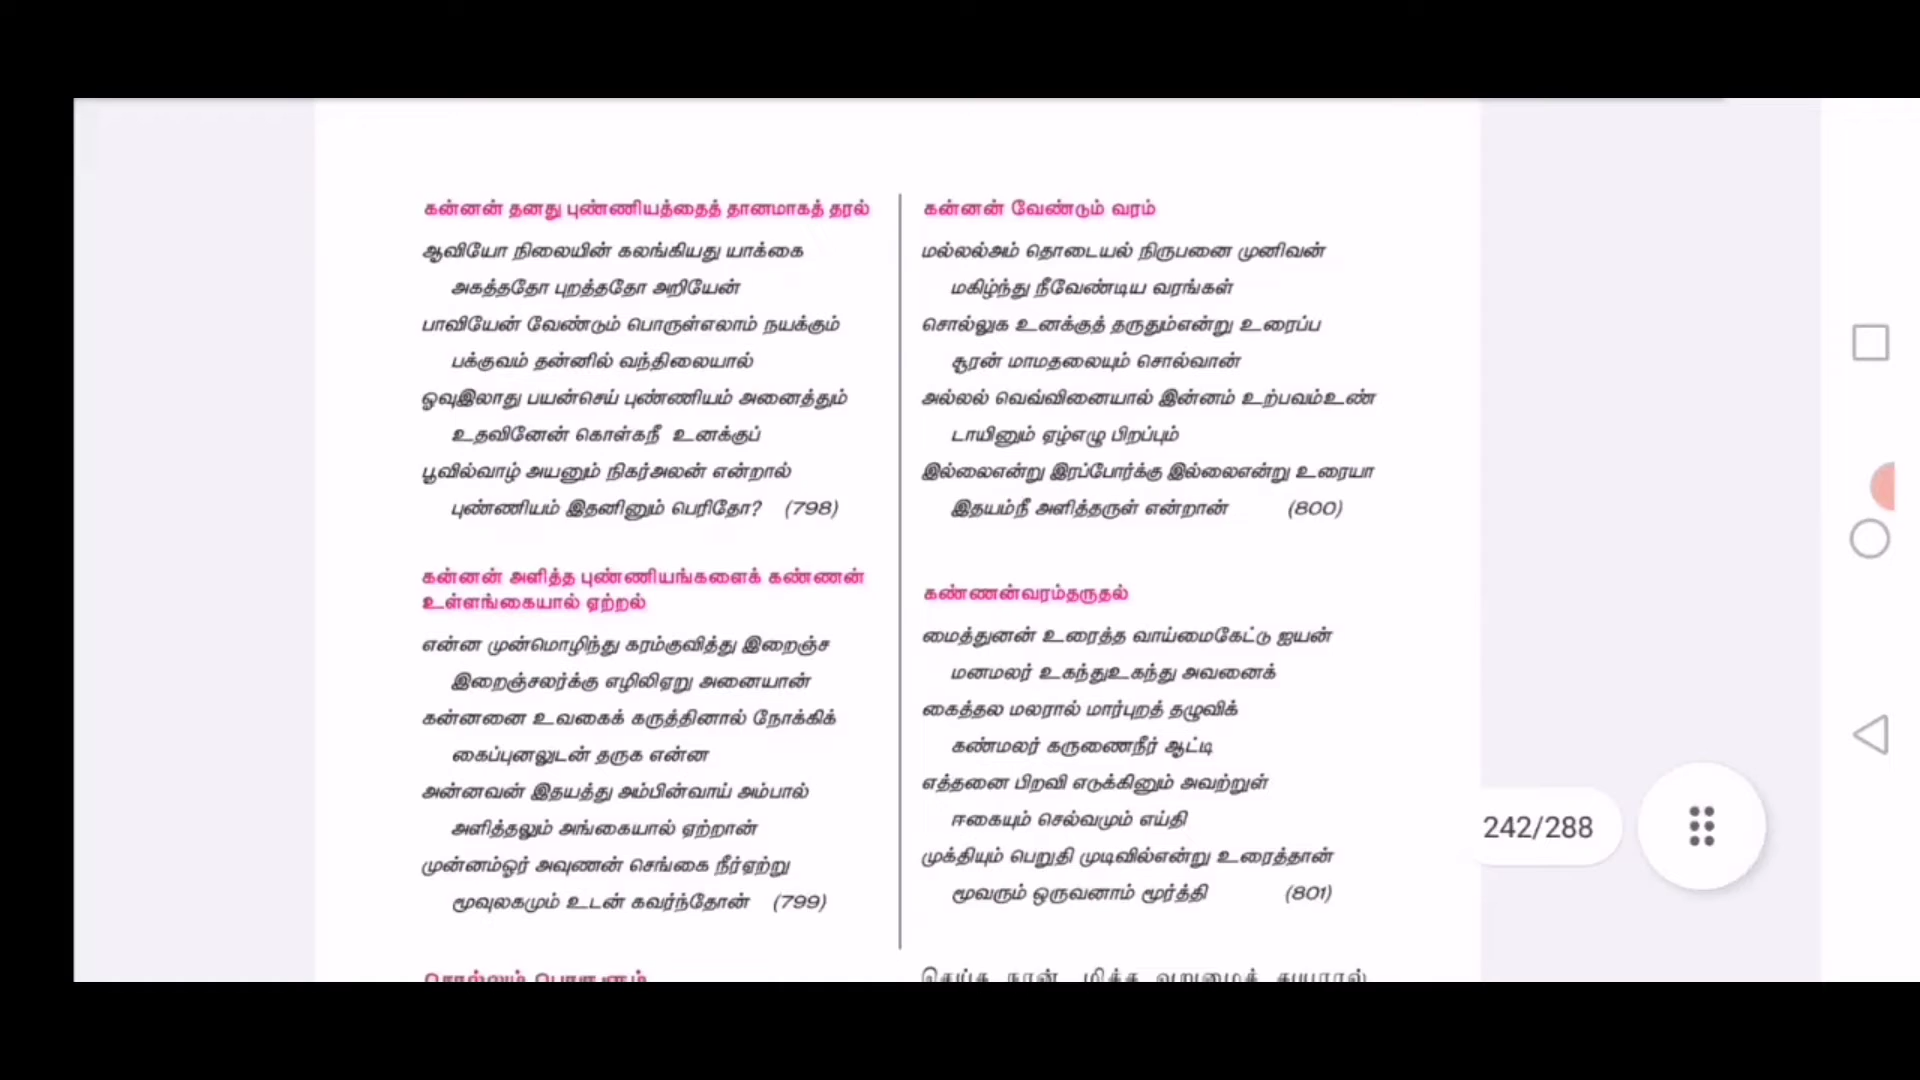 கன்னன் தனது புண்ணியத்தைத் தானமாகத் தரல்
ஆவியோ நிலையின் கலங்கியது யாக்கை
அகத்ததோ புறத்ததோ அறியேன்
பாவியேன் வேண்டும் பொருள்எலாம் நயக்கும்
பக்குவம் தன்னில் வந்திலையால்
ஓவுஇலாது பயன்செய் புண்ணியம் அனைத்தும்
உதவினேன் கொள்கநீ உனக்குப்
பூவில்வாழ் அயனும் நிகர்அலன் என்றால்
புண்ணியம் இதனினும் பெரிதோ? (798)
கன்னன் அளித்த புண்ணியங்களைக் கண்ணன்
உள்ளங்கையால் ஏற்றல்
என்ன முன்மொழிந்து கரம்குவித்து இறைஞ்ச
இறைஞ்சலர்க்கு எழிலிஏறு அனையான்
கன்னனை உவகைக் கருத்தினால் நோக்கிக்
கைப்புனலுடன் தருக என்ன
அன்னவன் இதயத்து அம்பின்வாய் அம்பால்
அளித்தலும் அங்கையால் ஏற்றான்
முன்னம்ஓர் அவுணன் செங்கை நீர்ஏற்று
மூவுலகமும் உடன் கவர்ந்தோன் (799)
சொல்லும் பொருளும்
கன்னன் வேண்டும் வரம்
மல்லல்அம் தொடையல் நிருபனை முனிவன்
மகிழ்ந்து நீவேண்டிய வரங்கள்
சொல்லுக உனக்குத் தருதும்என்று உரைப்ப
சூரன் மாமதலையும் சொல்வான்
அல்லல் வெவ்வினையால் இன்னம் உற்பவம்உண்
டாயினும் ஏழ்எழு பிறப்பும்
இல்லைஎன்று இரப்போர்க்கு இல்லைஎன்று உரையா
இதயம்நீ அளித்தருள் என்றான் (800)
கண்ணன்வரம்தருதல்
மைத்துனன் உரைத்த வாய்மைகேட்டு ஐயன்
மனமலர் உகந்துஉகந்து அவனைக்
கைத்தல மலரால் மார்புறத் தழுவிக்
கண்மலர் கருணைநீர் ஆட்டி
எத்தனை பிறவி எடுக்கினும் அவற்றுள்
ஈகையும் செல்வமும் எய்தி
முக்தியும் பெறுதி முடிவில்என்று உரைத்தான்
மூவரும் ஒருவனாம் மூர்த்தி (801)
242/288